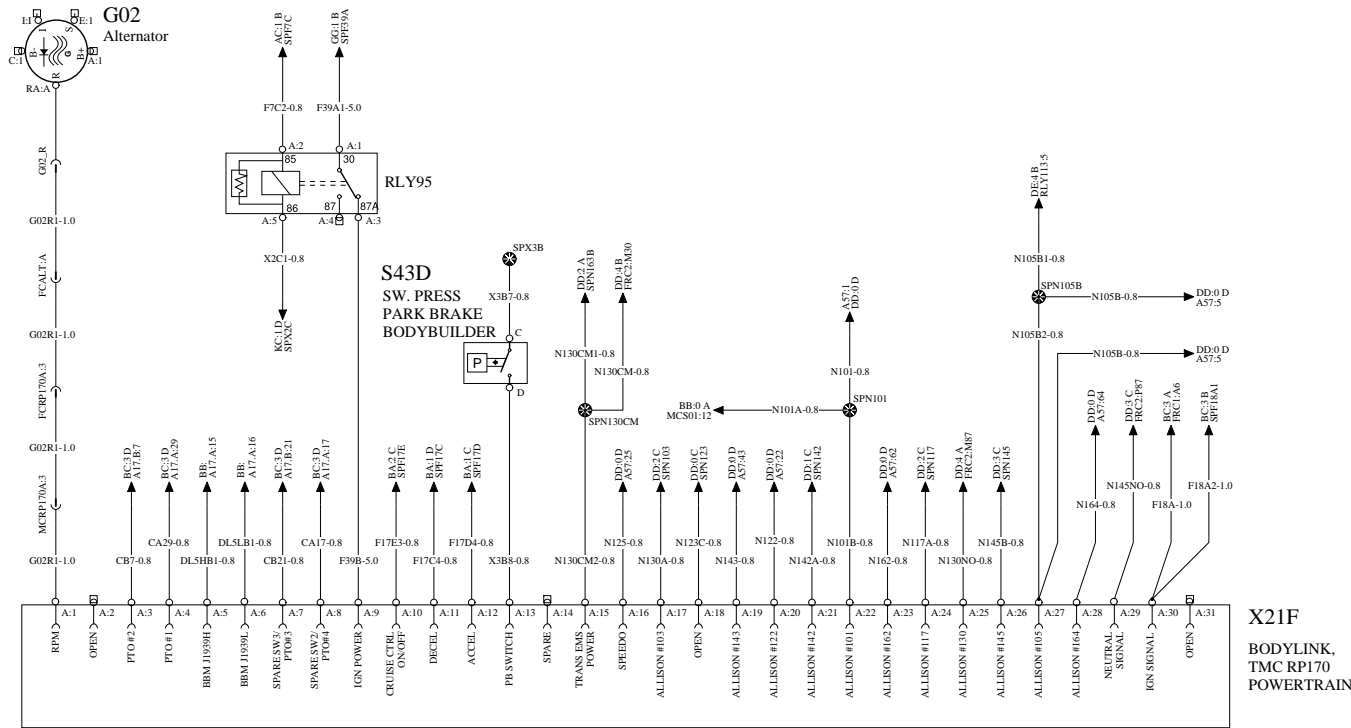 G02
Alternator
I:I
E:1
I
S
C:1
B-
G
B+
A:1
R
RA:A
G02_R
G02R1-1.0
FCALT:A
G02R1-1.0
FCRP170A:3
G02R1-1.0
MCRP170A:3
G02R1-1.0
AC:1 B
SPF7C
GG:1 B
SPF39A
F7C2-0.8
F39A1-5.0
A:2
A:1
85
30
RLY95
86
87
87A
A:5
A:4
A:3
X2C1-0.8
KC:1 D
SPX2C
S43D
SW. PRESS
PARK BRAKE
BODYBUILDER
SPX3B
X3B7-0.8
C
P
D
DD:2 A
SPN163B
DD:4 B
FRC2:M30
N130CM1-0.8
N130CM-0.8
SPN130CM
A57:1
DD:0 D
N101-0.8
BB:0 A
MCS01:12
N101A-0.8
SPN101
DE:4 B
RLY113:5
N105B1-0.8
SPN105B
N105B-0.8
DD:0 D
A57:5
N105B2-0.8
N105B-0.8
DD:0 D
A57:5
BC:3 D
A17.B:7
BC:3 D
A17.A:29
BB:
A17.A:15
BB:
A17.A:16
BC:3 D
A17.B:21
BC:3 D
A17.A:17
BA:2 C
SPF17E
BA:1 D
SPF17C
BA:1 C
SPF17D
DD:0 D
A57:25
DD:2 C
SPN103
DD:0 C
SPN123
DD:0 D
A57:43
DD:0 D
A57:22
DD:1 C
SPN142
DD:0 D
A57:62
DD:2 C
SPN117
DD:4 A
FRC2:M87
DD:3 C
SPN145
DD:0 D
A57:64
DD:3 C
FRC2:P87
BC:3 A
FRC1:A6
BC:3 B
SPF18A1
CB7-0.8
CA29-0.8
DL5HB1-0.8
DL5LB1-0.8
CB21-0.8
CA17-0.8
F39B-5.0
F17E3-0.8
F17C4-0.8
F17D4-0.8
X3B8-0.8
N130CM2-0.8
N125-0.8
N130A-0.8
N123C-0.8
N143-0.8
N122-0.8
N142A-0.8
N101B-0.8
N162-0.8
N117A-0.8
N130NO-0.8
N145B-0.8
N164-0.8
N145NO-0.8
F18A-1.0
F18A2-1.0
A:1
A:2
A:3
A:4
A:5
A:6
A:7
A:8
A:9
A:10
A:11
A:12
A:13
A:14
A:15
A:16
A:17
A:18
A:19
A:20
A:21
A:22
A:23
A:24
A:25
A:26
A:27
A:28
A:29
A:30
A:31
RPM
OPEN
PTO #2
PTO #1
BBM J1939H
BBM J1939L
SPARE SW3/
PTO#3
SPARE SW2/
PTO#4
IGN POWER
CRUISE CTRL
ON/OFF
DECEL
ACCEL
PB SWITCH
SPARE
TRANS EMS
POWER
SPEEDO
ALLISON #103
OPEN
ALLISON #143
ALLISON #122
ALLISON #142
ALLISON #101
ALLISON #162
ALLISON #117
ALLISON #130
ALLISON #145
ALLISON #105
ALLISON #164
NEUTRAL
SIGNAL
IGN SIGNAL
OPEN
X21F
BODYLINK,
TMC RP170
POWERTRAIN